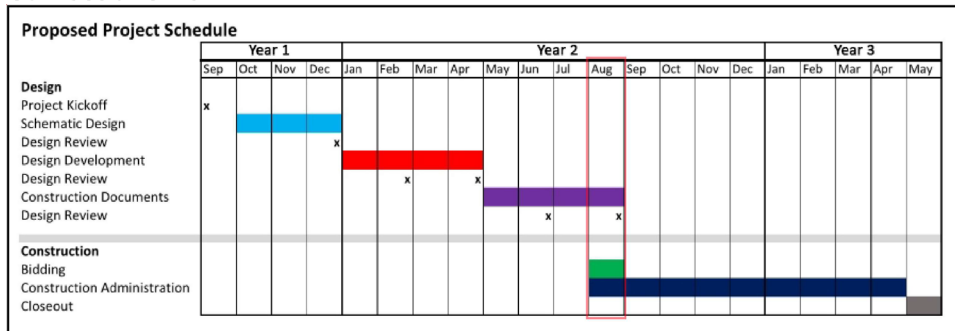 Proposed Project Schedule
Year 1 Year 2 Year 3
Sep Oct Nov Dec Jan Feb Mar Apr May Jun Jul Aug Sep Oct Nov Dec Jan Feb Mar Apr May
Design
Project Kickoff x
Schematic Design
Design Review x
Design Development
Design Review x x
Construction Documents
Design Review x x
Construction
Bidding
Construction Administration
Closeout